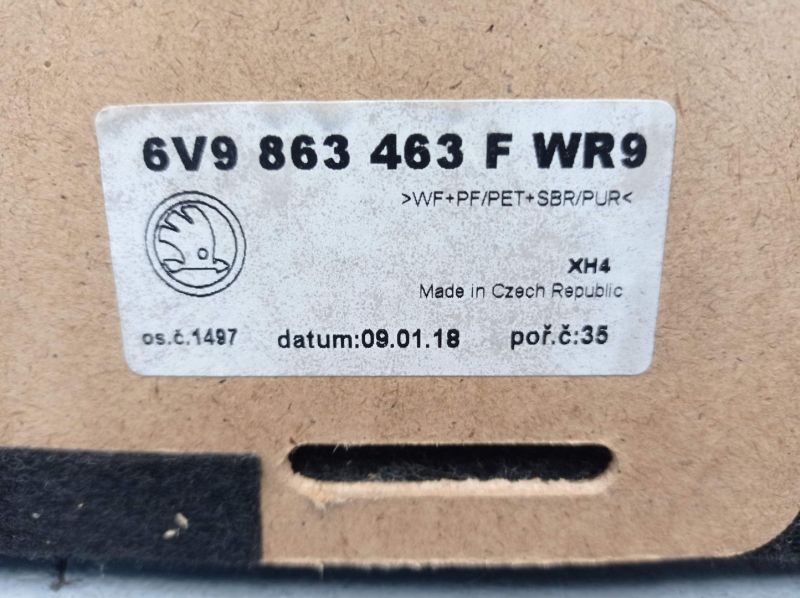 6V9 863 463 F WR9
>WF+PF/PET+SBR/PUR<
XH4
Made in Czech Republic
os.č.1497 datum:09.01.18 poř.č:35